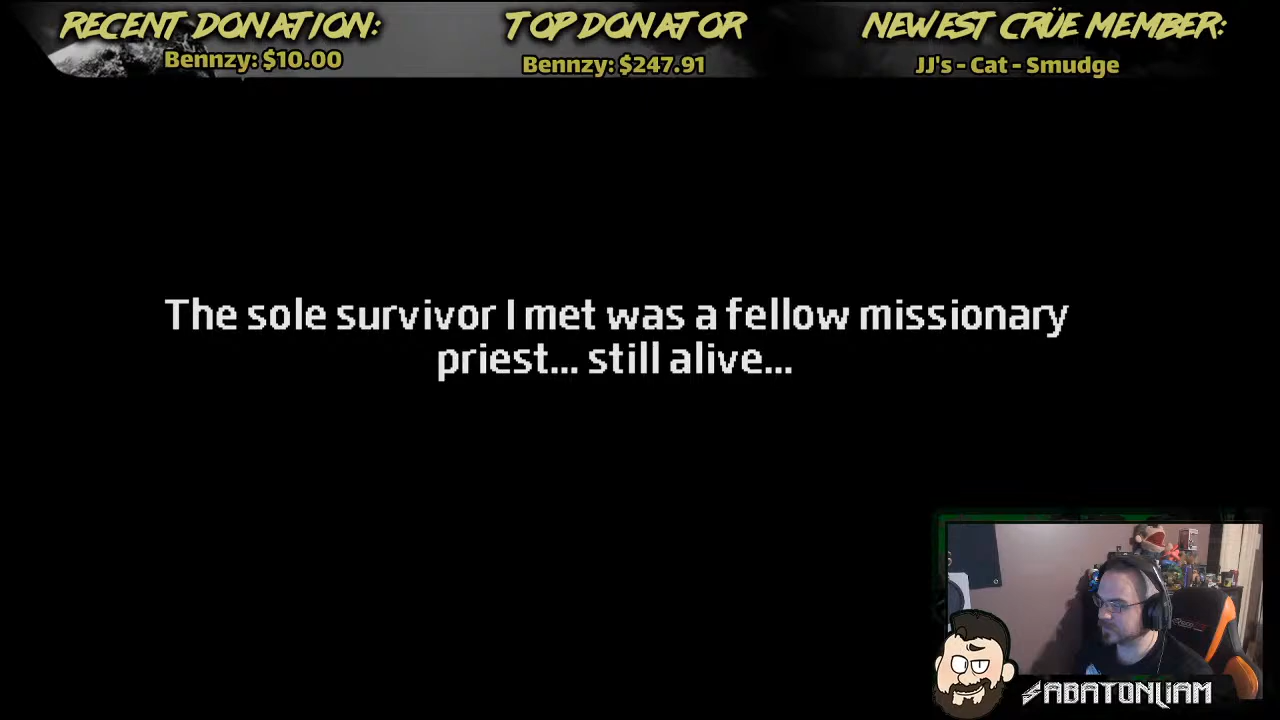 RECENT DONATION:
Bennzy: $10.00
TOP DONATOR
Bennzy: $247.91
NEWEST CRÜE MEMBER:
JJ's - Cat - Smudge
The sole survivor I met was a fellow missionary
priest... still alive...
SABATONLIAM